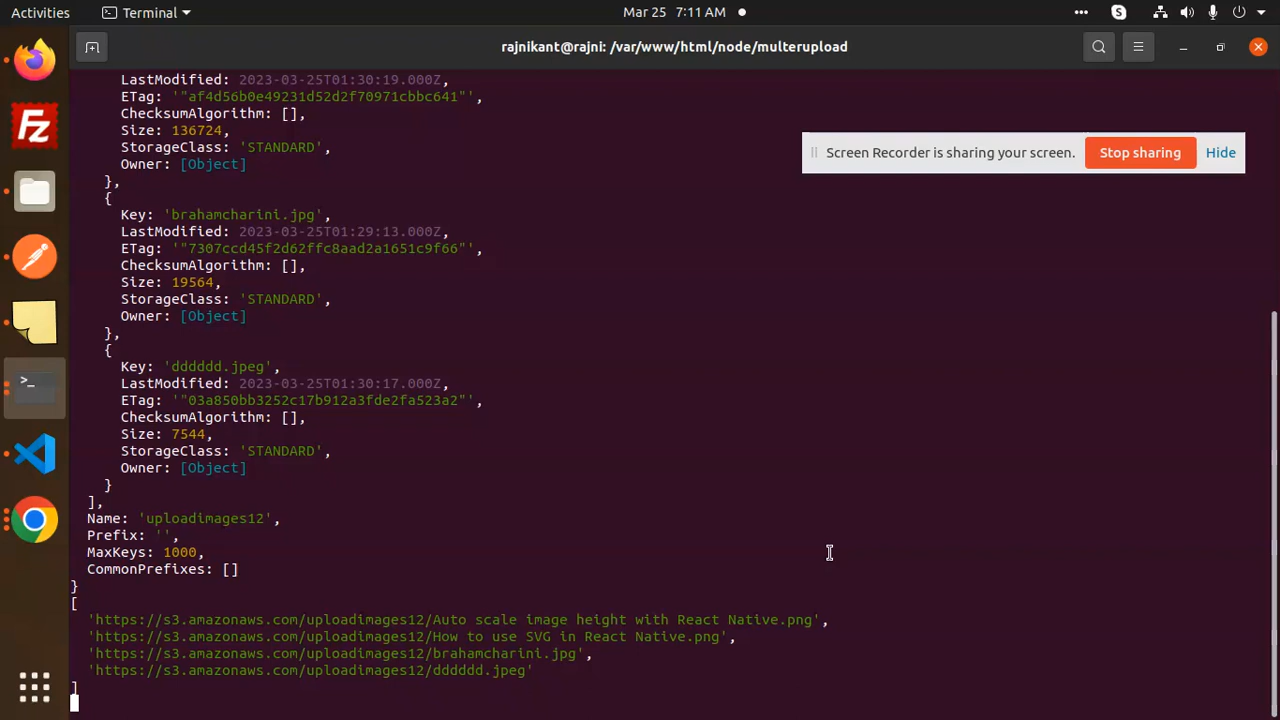 Activities
Terminal
Mar 25 7:11 AM
rajnikant@rajni: /var/www/html/node/multerupload
LastModified: 2023-03-25T01:30:19.000Z,
ETag: '"af4d56b0e49231d52d2f70971cbbc641"',
ChecksumAlgorithm: [],
Size: 136724,
StorageClass: 'STANDARD',
Owner: [Object]
},
{
Key: 'brahamcharini.jpg',
LastModified: 2023-03-25T01:29:13.000Z,
ETag: '"7307ccd45f2d62ffc8aad2a1651c9f66"',
ChecksumAlgorithm: [],
Size: 19564,
StorageClass: 'STANDARD',
Owner: [Object]
},
{
Key: 'dddddd.jpeg',
LastModified: 2023-03-25T01:30:17.000Z,
ETag: '"03a850bb3252c17b912a3fde2fa523a2"',
ChecksumAlgorithm: [],
Size: 7544,
StorageClass: 'STANDARD',
Owner: [Object]
}
],
Name: 'uploadimages12',
Prefix: '',
MaxKeys: 1000,
CommonPrefixes: []
}
[
'https://s3.amazonaws.com/uploadimages12/Auto scale image height with React Native.png',
'https://s3.amazonaws.com/uploadimages12/How to use SVG in React Native.png',
'https://s3.amazonaws.com/uploadimages12/brahamcharini.jpg',
'https://s3.amazonaws.com/uploadimages12/dddddd.jpeg'
]
Screen Recorder is sharing your screen.
Stop sharing
Hide